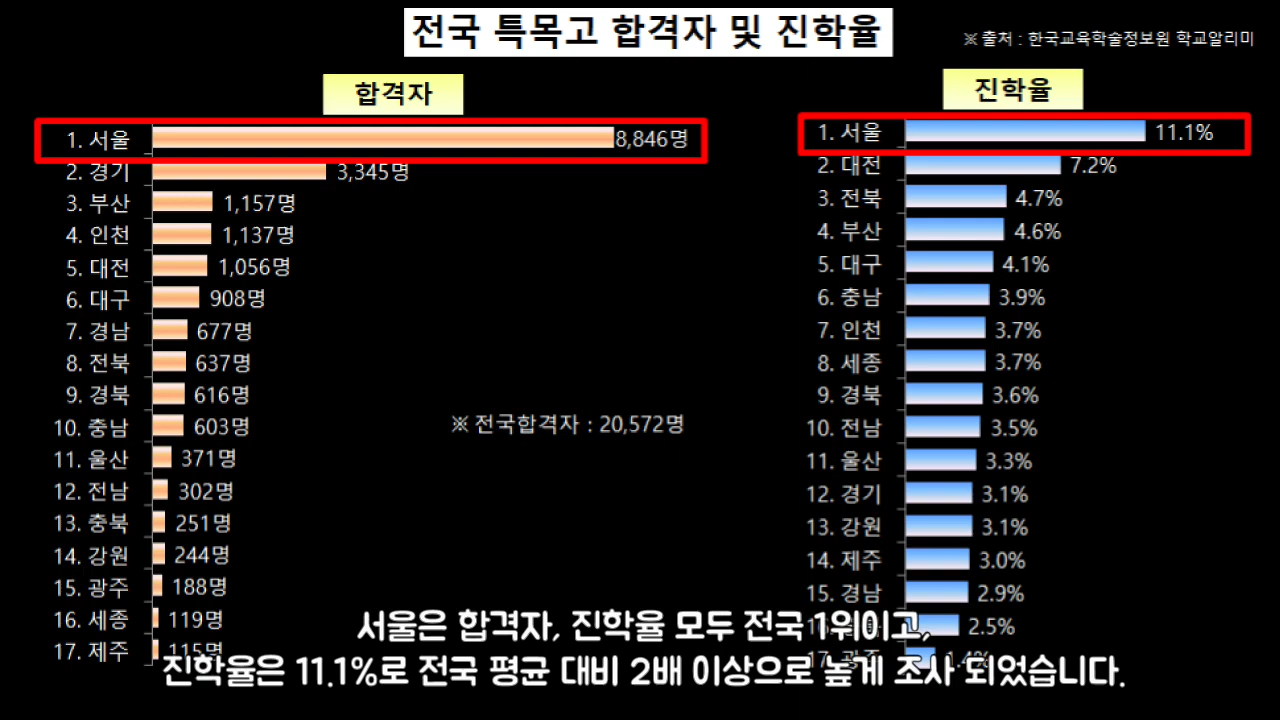 전국 특목고 합격자 및 진학율
※ 출처 : 한국교육학술정보원 학교알리미
합격자
1. 서울 8,846명
2. 경기 3,345명
3. 부산 1,157명
4. 인천 1,137명
5. 대전 1,056명
6. 대구 908명
7. 경남 677명
8. 전북 637명
9. 경북 616명
10. 충남 603명
11. 울산 371명
12. 전남 302명
13. 충북 251명
14. 강원 244명
15. 광주 188명
16. 세종 119명
17. 제주 115명
※ 전국합격자 : 20,572명
진학율
1. 서울 11.1%
2. 대전 7.2%
3. 전북 4.7%
4. 부산 4.6%
5. 대구 4.1%
6. 충남 3.9%
7. 인천 3.7%
8. 세종 3.7%
9. 경북 3.6%
10. 전남 3.5%
11. 울산 3.3%
12. 경기 3.1%
13. 강원 3.1%
14. 제주 3.0%
15. 경남 2.9%
2.5%
17. 광주 1.4%
서울은 합격자, 진학율 모두 전국 1위이고,
진학율은 11.1%로 전국 평균 대비 2배 이상으로 높게 조사 되었습니다.